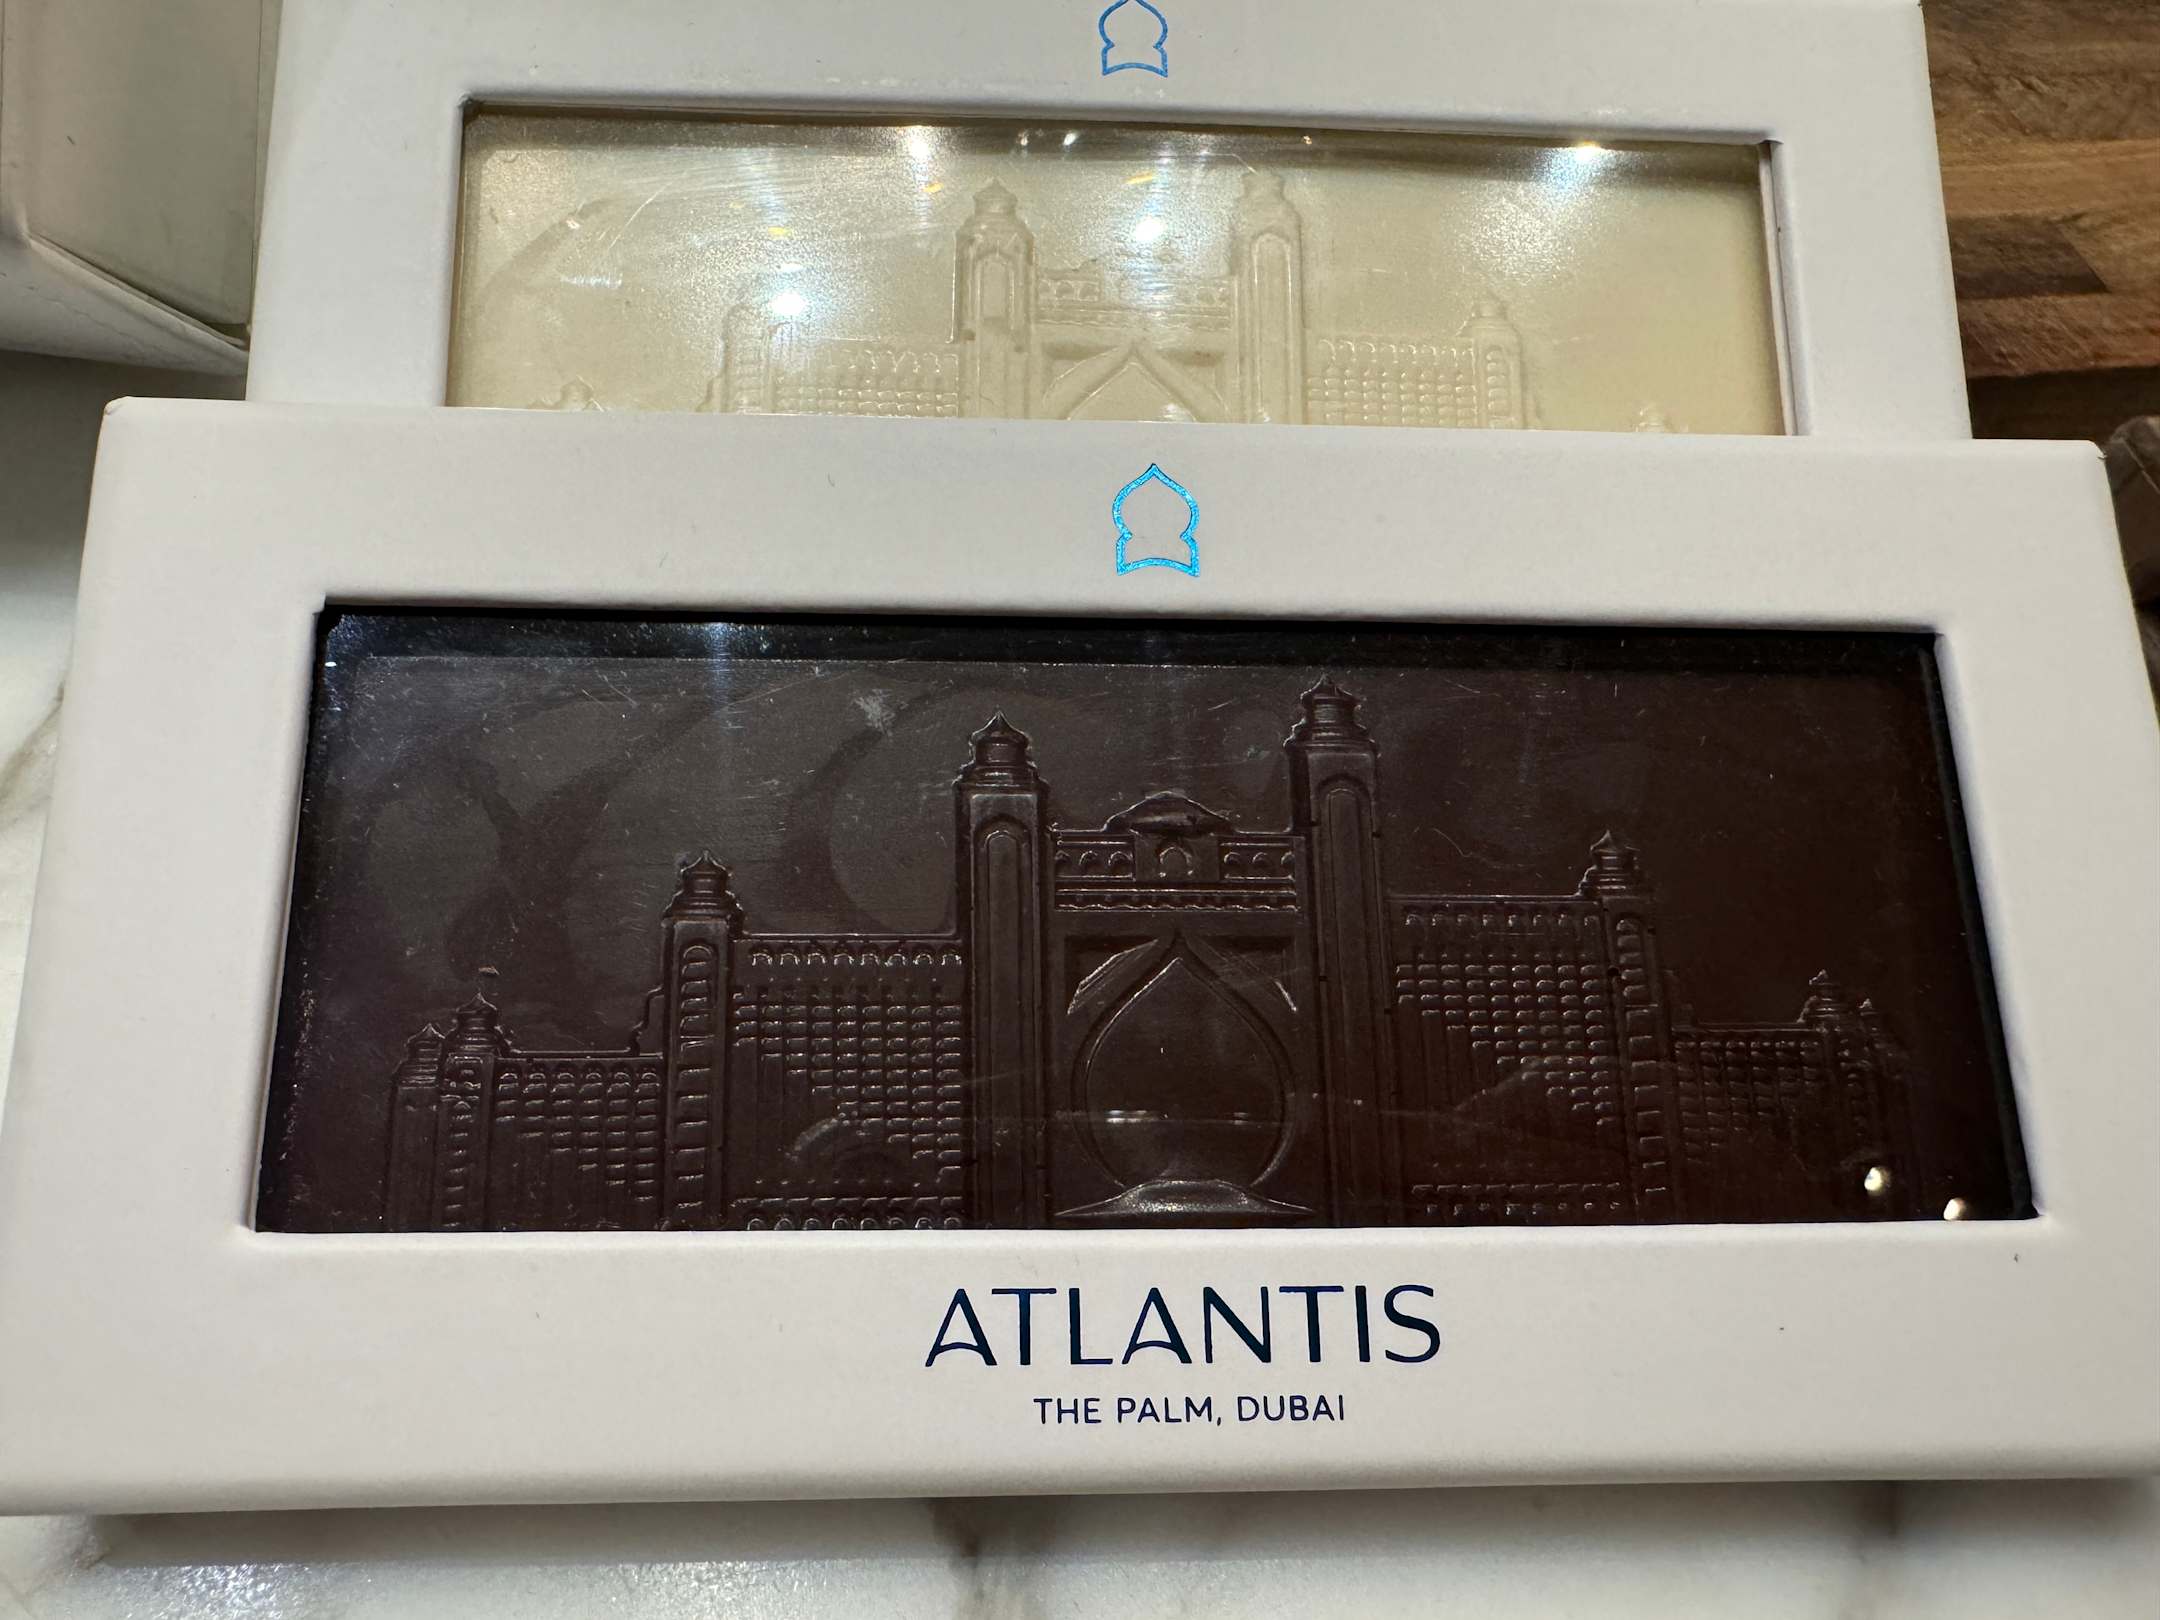 ATLANTIS
THE PALM, DUBAI